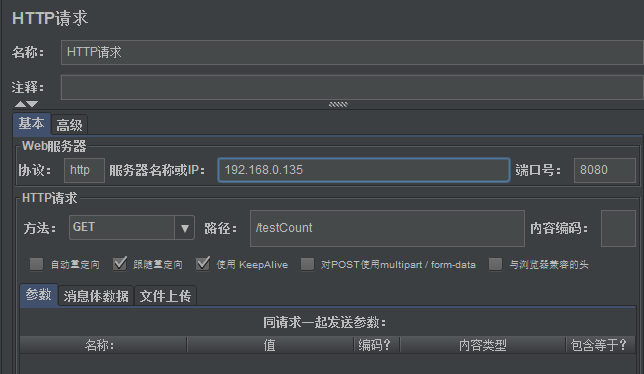 HTTP请求
名称： HTTP请求
注释：
基本 高级
Web服务器
协议： http 服务器名称或IP： 192.168.0.135 端口号： 8080
HTTP请求
方法： GET 路径： /testCount 内容编码：
自动重定向 跟随重定向 使用 KeepAlive 对POST使用multipart / form-data 与浏览器兼容的头
参数 消息体数据 文件上传
同请求一起发送参数：
名称： 值 编码？ 内容类型 包含等于？